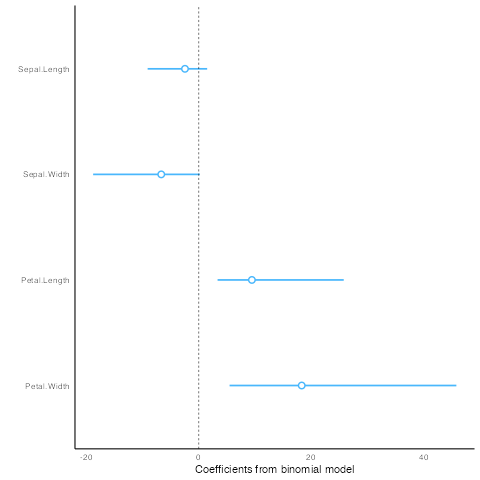 Sepal.Length
Sepal.Width
Petal.Length
Petal.Width
-20 0 20 40
Coefficients from binomial model